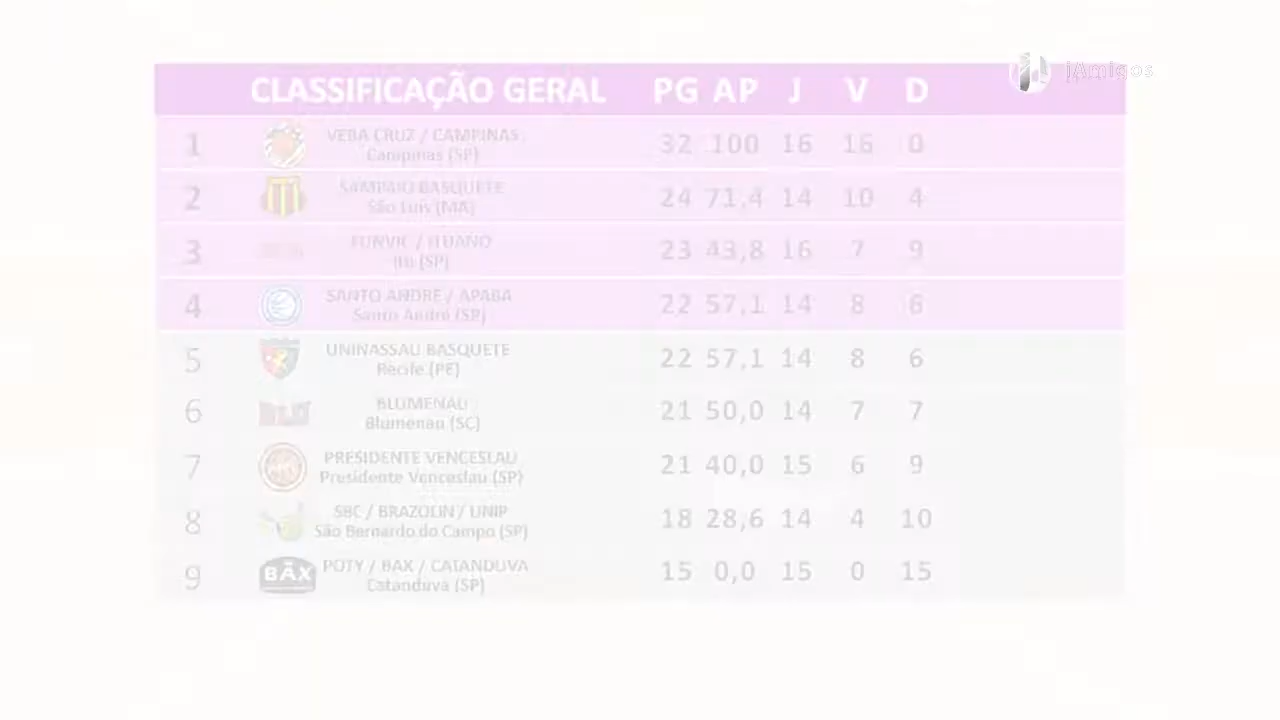 jAmigos
CLASSIFICAÇÃO GERAL PG AP J V D
1 VERA CRUZ / CAMPINAS 32 100 16 16 0
Campinas (SP)
2 SAMPAIO BASQUETE 24 71,4 14 10 4
São Luís (MA)
3 FUNVIC / ITUANO 23 43,8 16 7 9
Itu (SP)
4 SANTO ANDRÉ / APABA 22 57,1 14 8 6
Santo André (SP)
5 UNINASSAU BASQUETE 22 57,1 14 8 6
Recife (PE)
6 BLUMENAU 21 50,0 14 7 7
Blumenau (SC)
7 PRESIDENTE VENCESLAU 21 40,0 15 6 9
Presidente Venceslau (SP)
8 SBC / BRAZOLIN / UNIP 18 28,6 14 4 10
São Bernardo do Campo (SP)
9 BÄX POTY / BAX / CATANDUVA 15 0,0 15 0 15
Catanduva (SP)